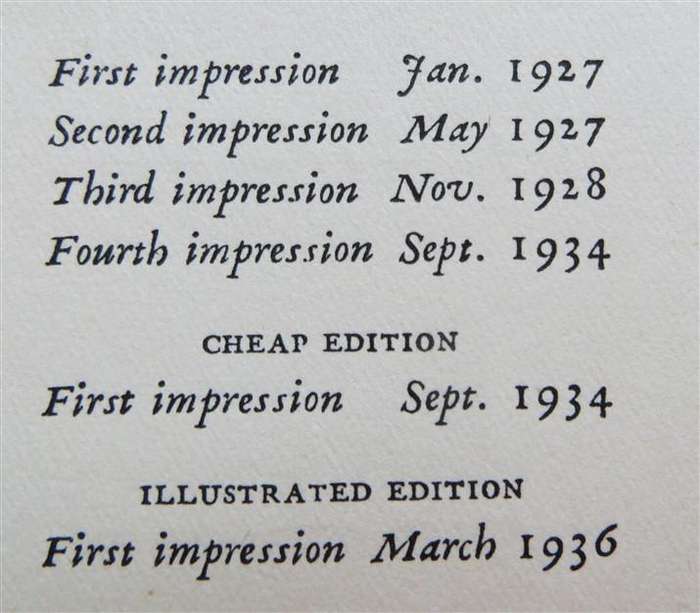 First impression Jan. 1927
Second impression May 1927
Third impression Nov. 1928
Fourth impression Sept. 1934
CHEAP EDITION
First impression Sept. 1934
ILLUSTRATED EDITION
First impression March 1936